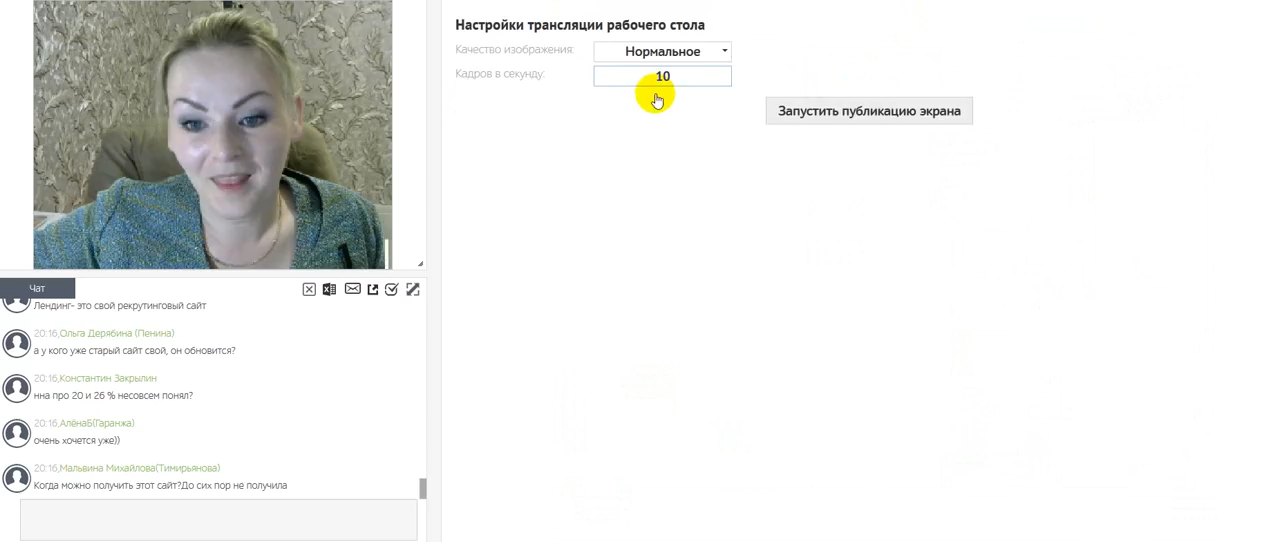 Настройки трансляции рабочего стола
Качество изображения: Нормальное
Кадров в секунду: 10
Запустить публикацию экрана
Чат
Лендинг- это свой рекрутинговый сайт
20:16,Ольга Дерябина (Пенина)
а у кого уже старый сайт свой, он обновится?
20:16,Константин Закрылин
нна про 20 и 26 % несовсем понял?
20:16,АлёнаБ(Гаранжа)
очень хочется уже))
20:16,Мальвина Михайлова(Тимирьянова)
Когда можно получить этот сайт?До сих пор не получила